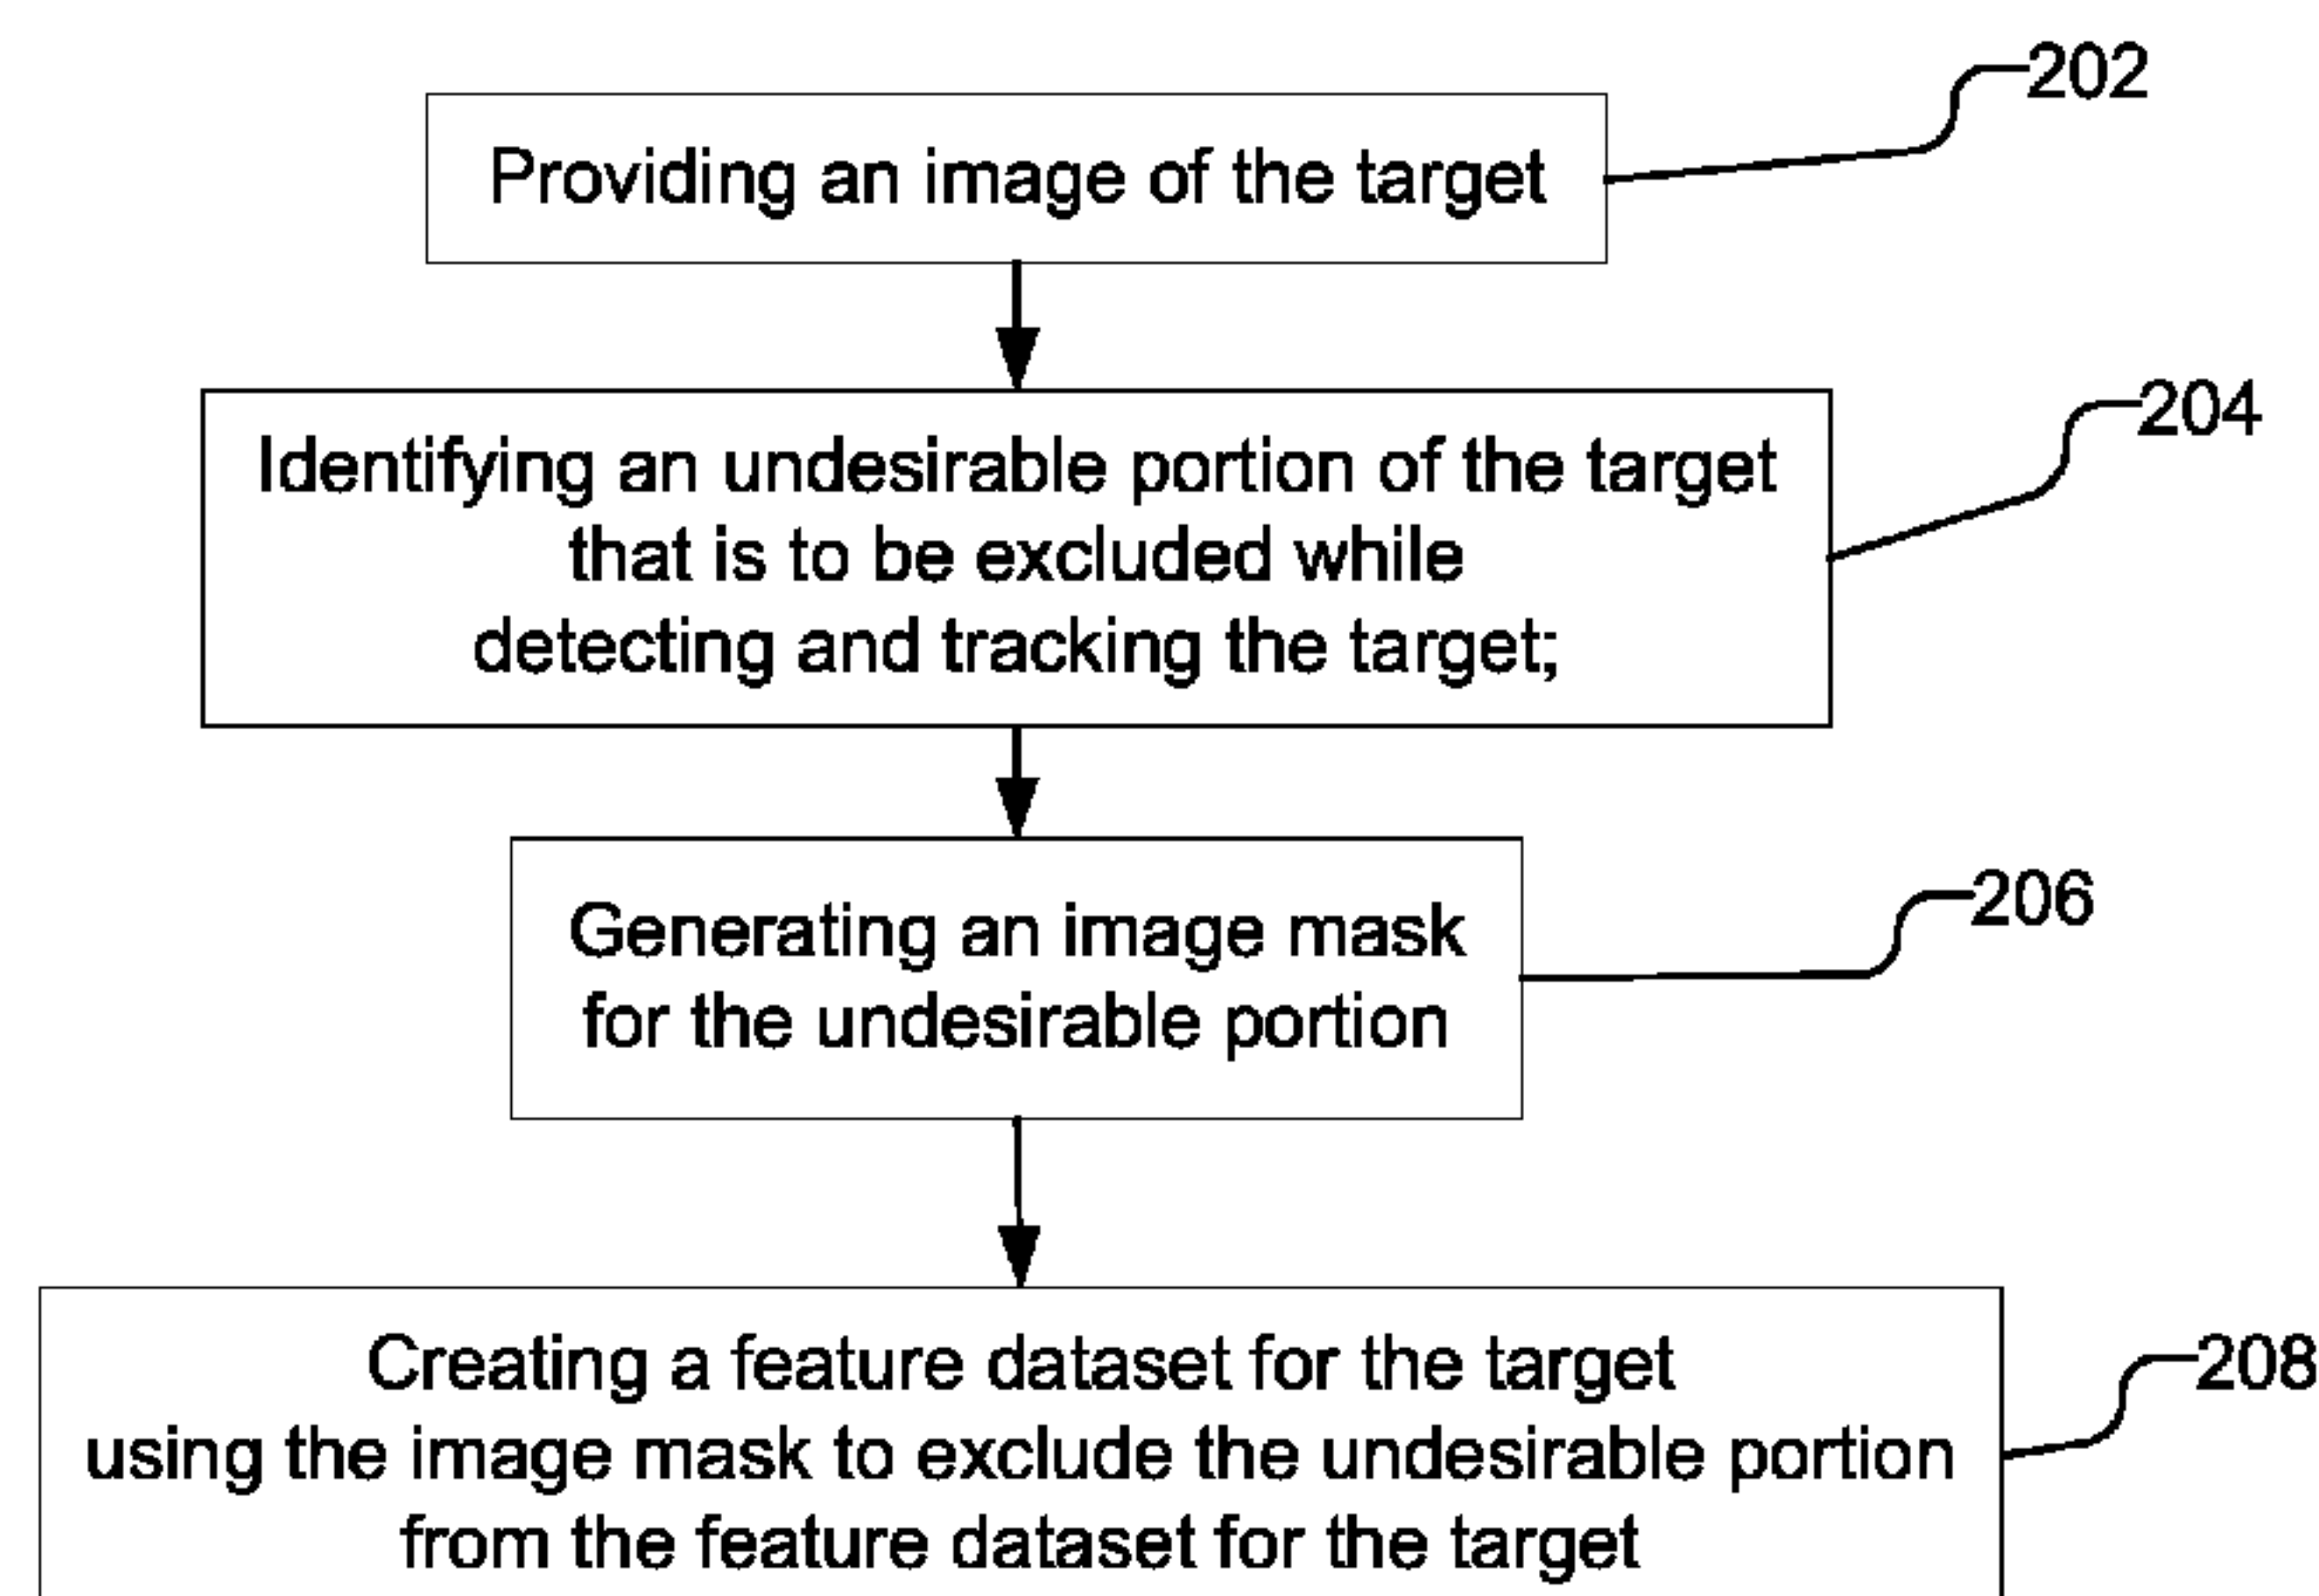 202
Providing an image of the target
204
Identifying an undesirable portion of the target
that is to be excluded while
detecting and tracking the target;
206
Generating an image mask
for the undesirable portion
208
Creating a feature dataset for the target
using the image mask to exclude the undesirable portion
from the feature dataset for the target